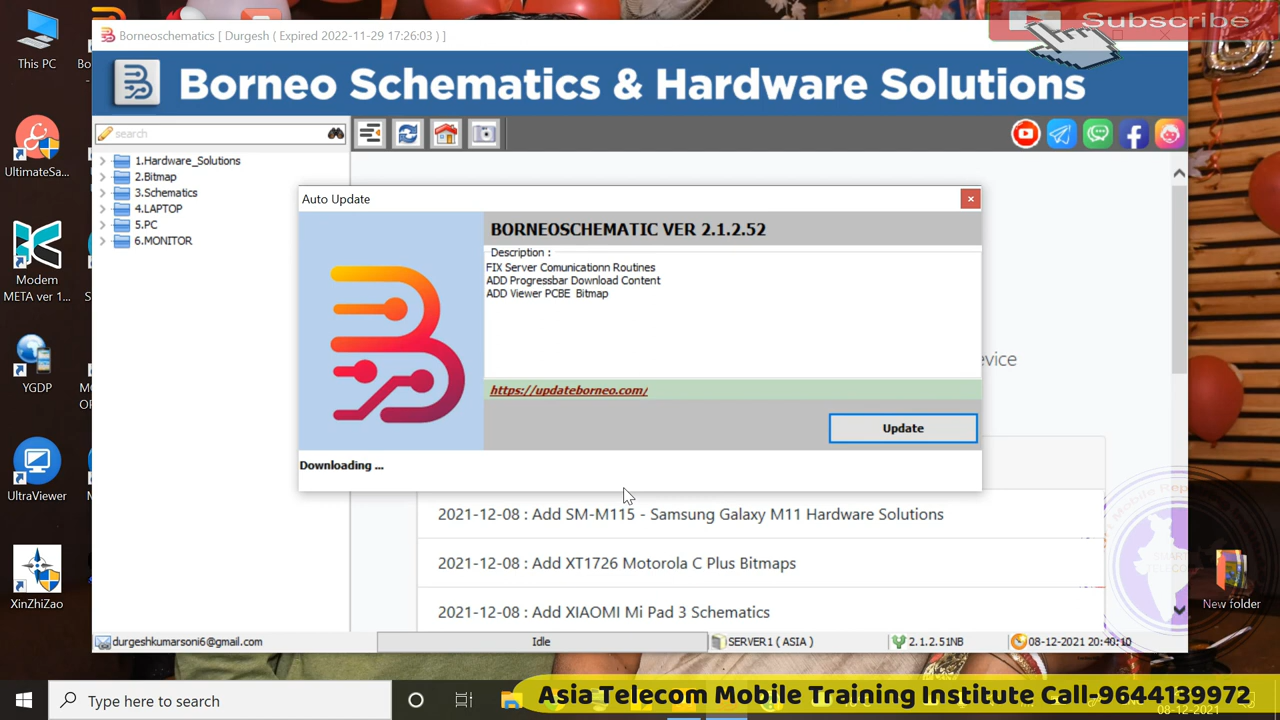 This PC
Borneoschematics [ Durgesh ( Expired 2022-11-29 17:26:03 ) ]
Subscribe
Borneo Schematics & Hardware Solutions
search
1.Hardware_Solutions
2.Bitmap
3.Schematics
4.LAPTOP
5.PC
6.MONITOR
UltimateSa...
Modem
META ver 1...
YGDP
UltraViewer
XinZhiZao
Auto Update
BORNEOSCHEMATIC VER 2.1.2.52
Description :
FIX Server Comunicationn Routines
ADD Progressbar Download Content
ADD Viewer PCBE Bitmap
https://updateborneo.com/
Update
Downloading ...
evice
2021-12-08 : Add SM-M115 - Samsung Galaxy M11 Hardware Solutions
2021-12-08 : Add XT1726 Motorola C Plus Bitmaps
2021-12-08 : Add XIAOMI Mi Pad 3 Schematics
New folder
durgeshkumarsoni6@gmail.com
Idle
SERVER1 ( ASIA )
2.1.2.51NB
08-12-2021 20:40:10
Type here to search
Asia Telecom Mobile Training Institute Call-9644139972
08-12-2021